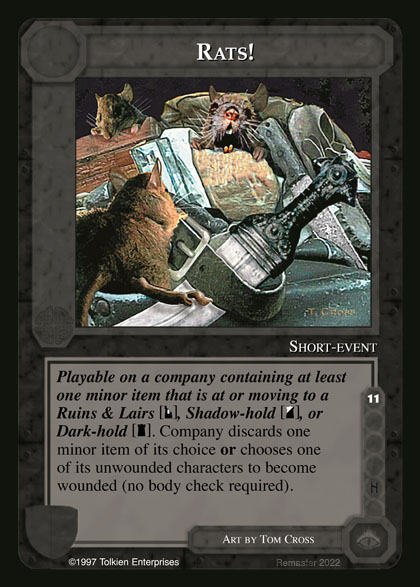 Rats!
T. Cross
Short-event
Playable on a company containing at least
one minor item that is at or moving to a
Ruins & Lairs [], Shadow-hold [], or
Dark-hold []. Company discards one
minor item of its choice or chooses one
of its unwounded characters to become
wounded (no body check required).
11
H
Art by Tom Cross
©1997 Tolkien Enterprises
Remaster 2022